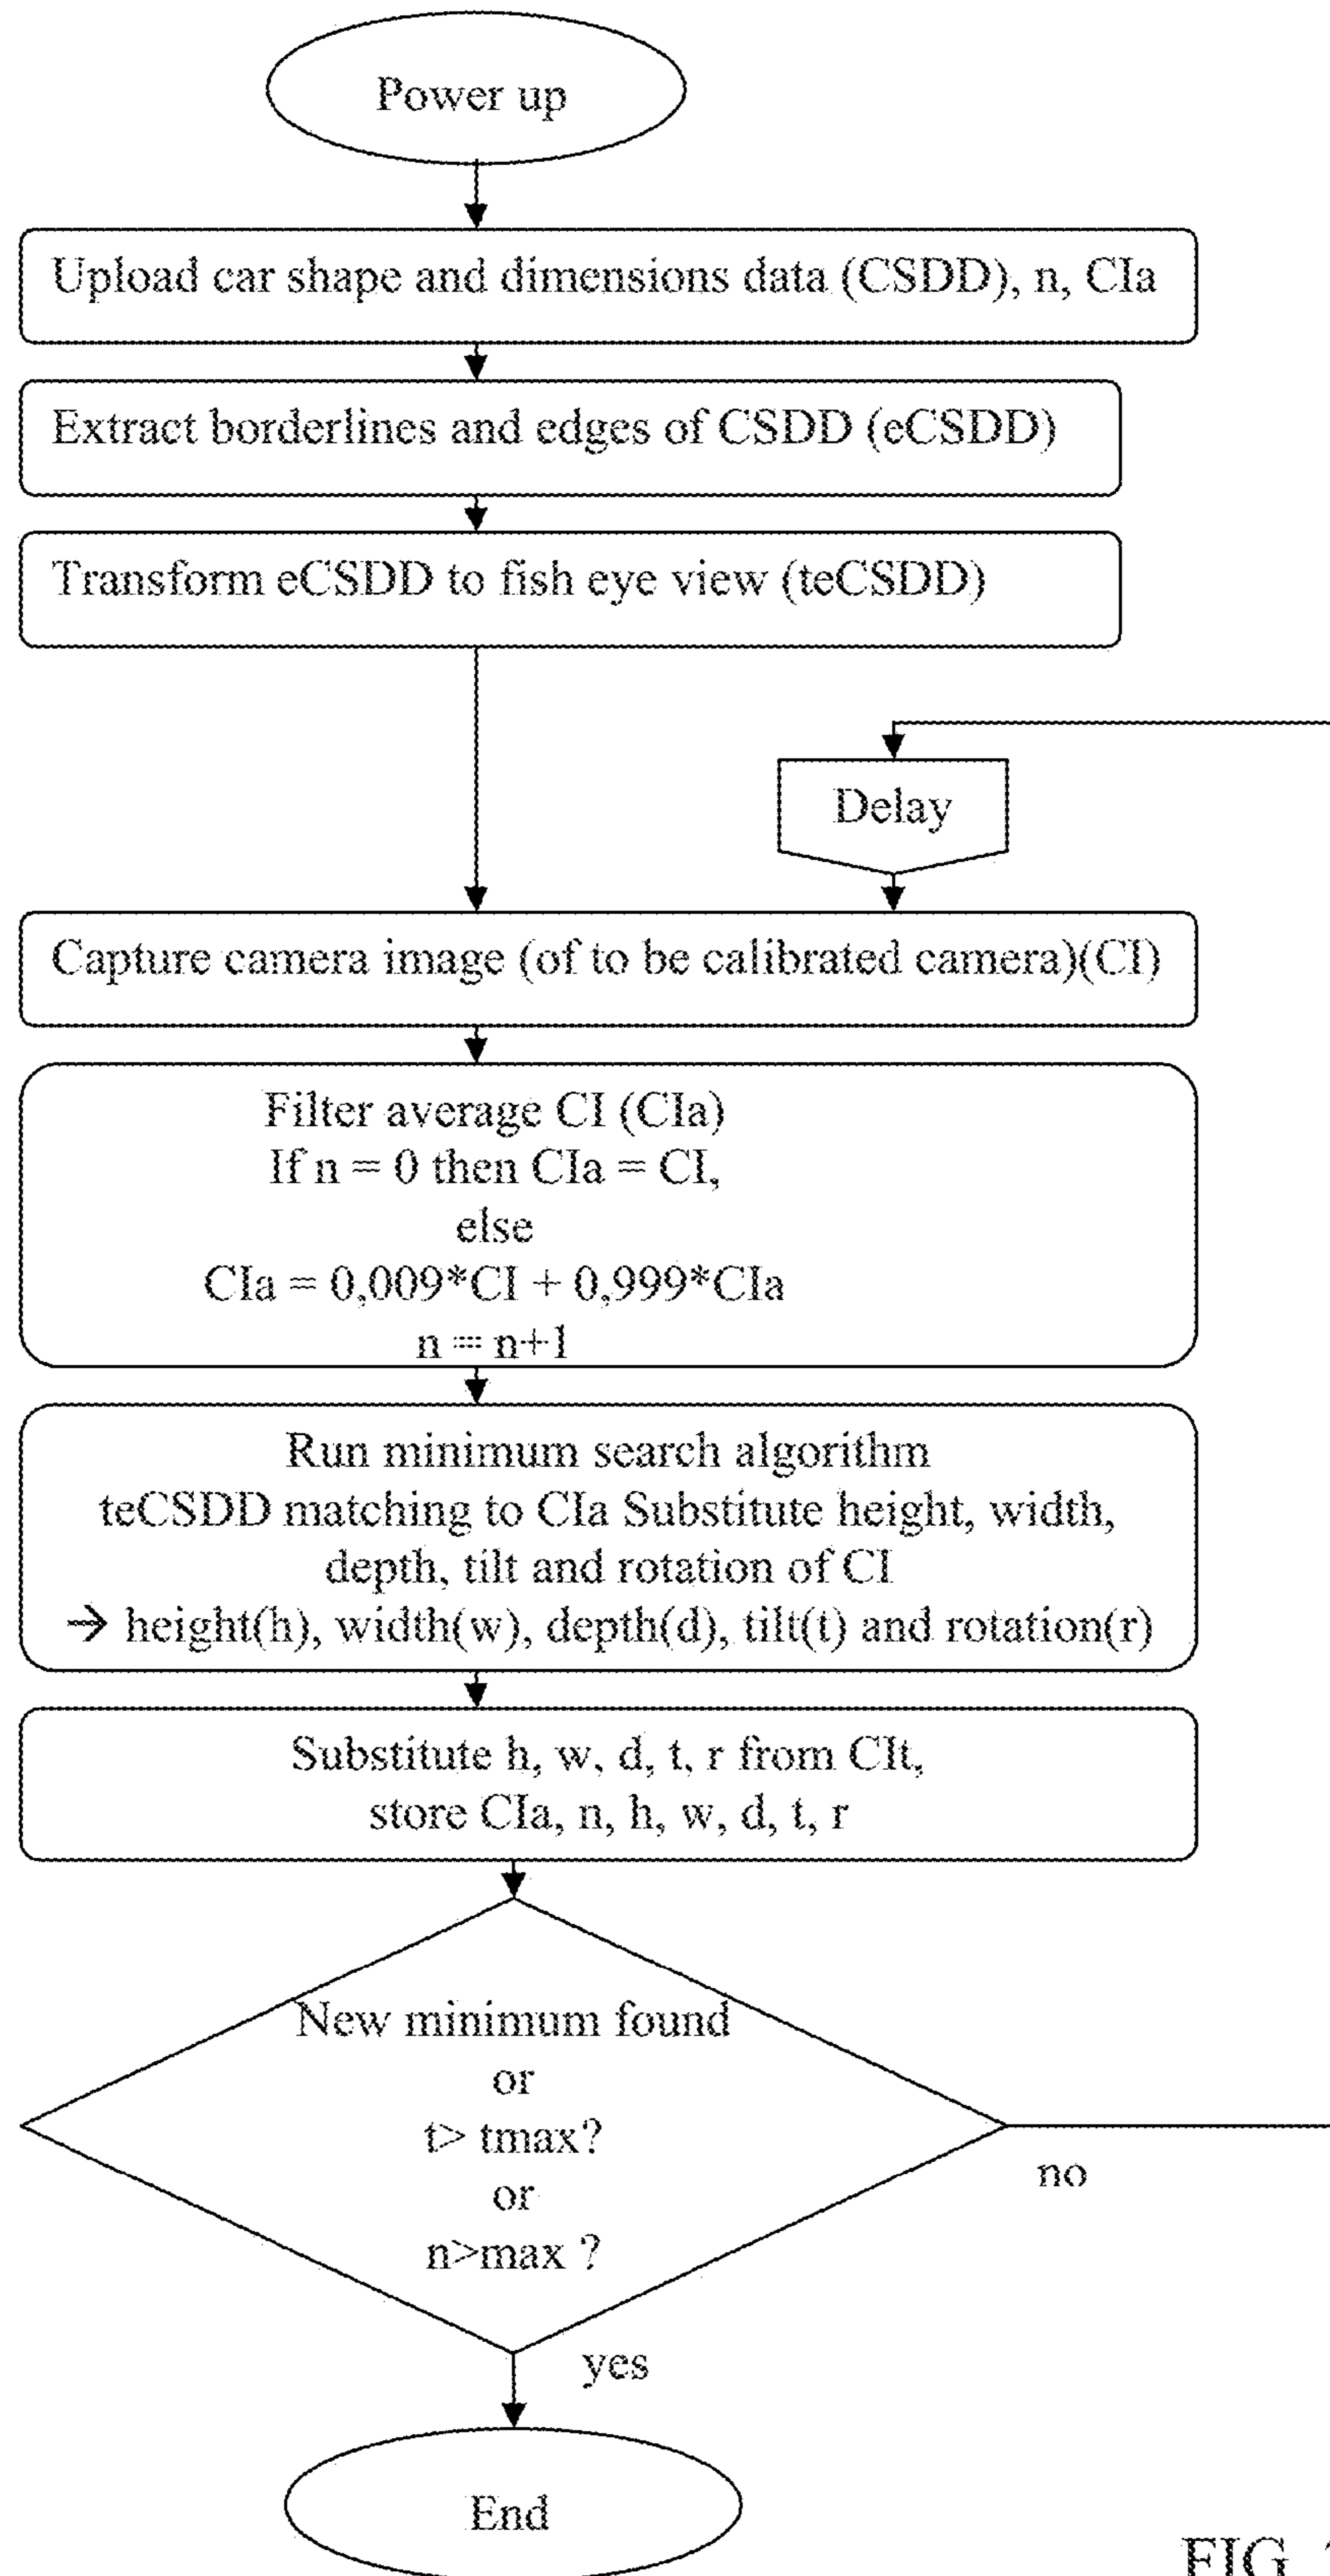 Power up
Upload car shape and dimensions data (CSDD), n, CIa
Extract borderlines and edges of CSDD (eCSDD)
Transform eCSDD to fish eye view (teCSDD)
Delay
Capture camera image (of to be calibrated camera)(CI)
Filter average CI (CIa)
If n = 0 then CIa = CI,
else
CIa = 0,009*CI + 0,999*CIa
n = n+1
Run minimum search algorithm
teCSDD matching to CIa Substitute height, width,
depth, tilt and rotation of CI
→ height(h), width(w), depth(d), tilt(t) and rotation(r)
Substitute h, w, d, t, r from CIt,
store CIa, n, h, w, d, t, r
New minimum found
or
t> tmax?
or
n>max ?
no
yes
End
FIG.